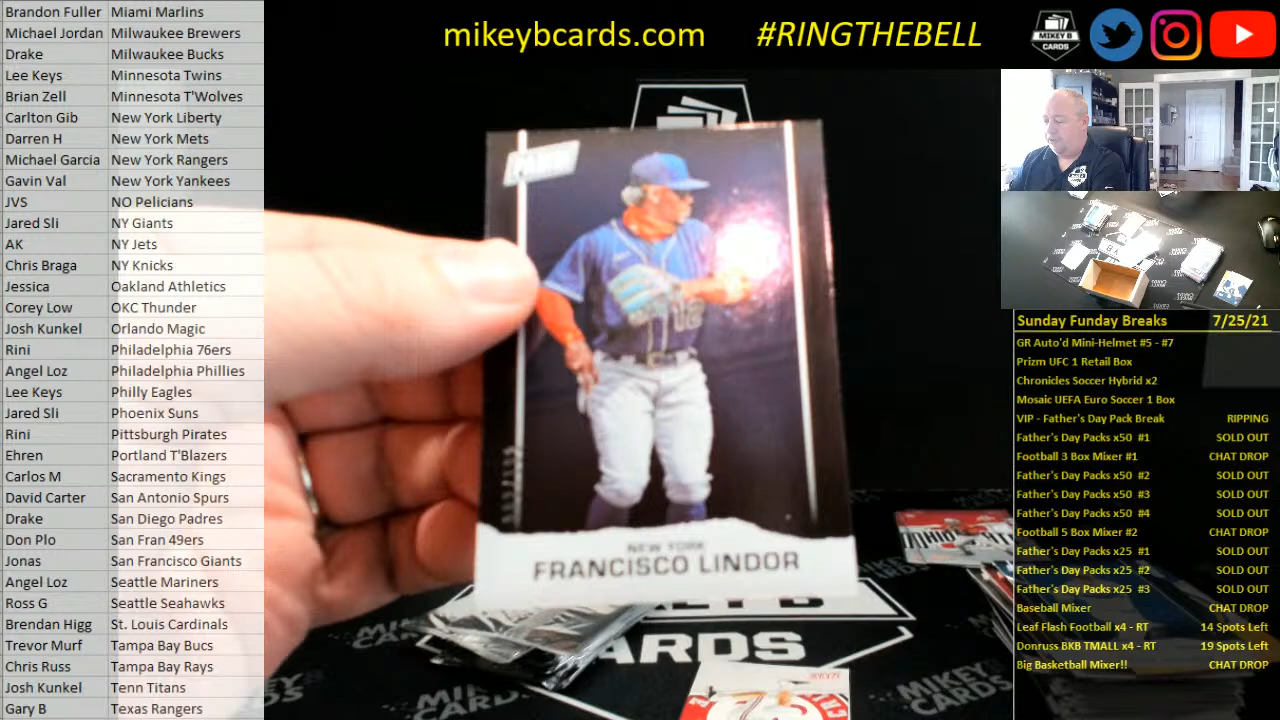 Brandon Fuller Miami Marlins
Michael Jordan Milwaukee Brewers
Drake Milwaukee Bucks
Lee Keys Minnesota Twins
Brian Zell Minnesota T'Wolves
Carlton Gib New York Liberty
Darren H New York Mets
Michael Garcia New York Rangers
Gavin Val New York Yankees
JVS NO Pelicians
Jared Sli NY Giants
AK NY Jets
Chris Braga NY Knicks
Jessica Oakland Athletics
Corey Low OKC Thunder
Josh Kunkel Orlando Magic
Rini Philadelphia 76ers
Angel Loz Philadelphia Phillies
Lee Keys Philly Eagles
Jared Sli Phoenix Suns
Rini Pittsburgh Pirates
Ehren Portland T'Blazers
Carlos M Sacramento Kings
David Carter San Antonio Spurs
Drake San Diego Padres
Don Plo San Fran 49ers
Jonas San Francisco Giants
Angel Loz Seattle Mariners
Ross G Seattle Seahawks
Brendan Higg St. Louis Cardinals
Trevor Murf Tampa Bay Bucs
Chris Russ Tampa Bay Rays
Josh Kunkel Tenn Titans
Gary B Texas Rangers
mikeybcards.com #RINGTHEBELL
MIKEY B
CARDS
PANINI
12
NEW YORK
FRANCISCO LINDOR
MIKEY B
CARDS
MIKEY
CARDS
Sunday Funday Breaks 7/25/21
GR Auto'd Mini-Helmet #5 - #7
Prizm UFC 1 Retail Box
Chronicles Soccer Hybrid x2
Mosaic UEFA Euro Soccer 1 Box
VIP - Father's Day Pack Break RIPPING
Father's Day Packs x50 #1 SOLD OUT
Football 3 Box Mixer #1 CHAT DROP
Father's Day Packs x50 #2 SOLD OUT
Father's Day Packs x50 #3 SOLD OUT
Father's Day Packs x50 #4 SOLD OUT
Football 5 Box Mixer #2 CHAT DROP
Father's Day Packs x25 #1 SOLD OUT
Father's Day Packs x25 #2 SOLD OUT
Father's Day Packs x25 #3 SOLD OUT
Baseball Mixer CHAT DROP
Leaf Flash Football x4 - RT 14 Spots Left
Donruss BKB TMALL x4 - RT 19 Spots Left
Big Basketball Mixer!! CHAT DROP